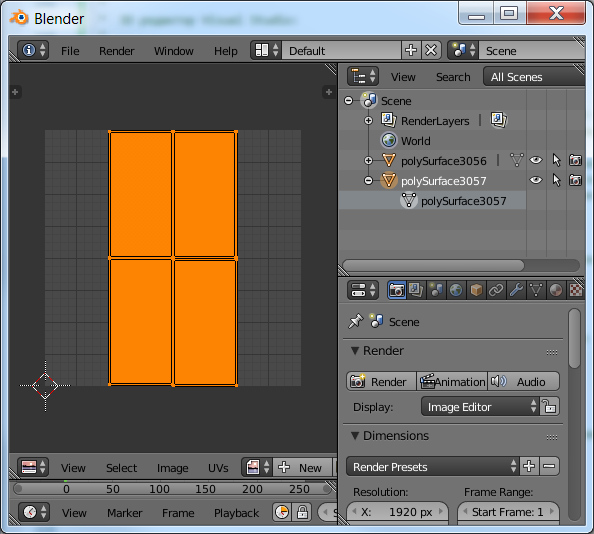 Blender
File Render Window Help Default Scene
View Search All Scenes
Scene
RenderLayers
World
polySurface3056
polySurface3057
polySurface3057
Scene
Render
Render Animation Audio
Display: Image Editor
Dimensions
Render Presets
Resolution: Frame Range:
X: 1920 px Start Frame: 1
View Select Image UVs New
0 50 100 150 200 250
View Marker Frame Playback